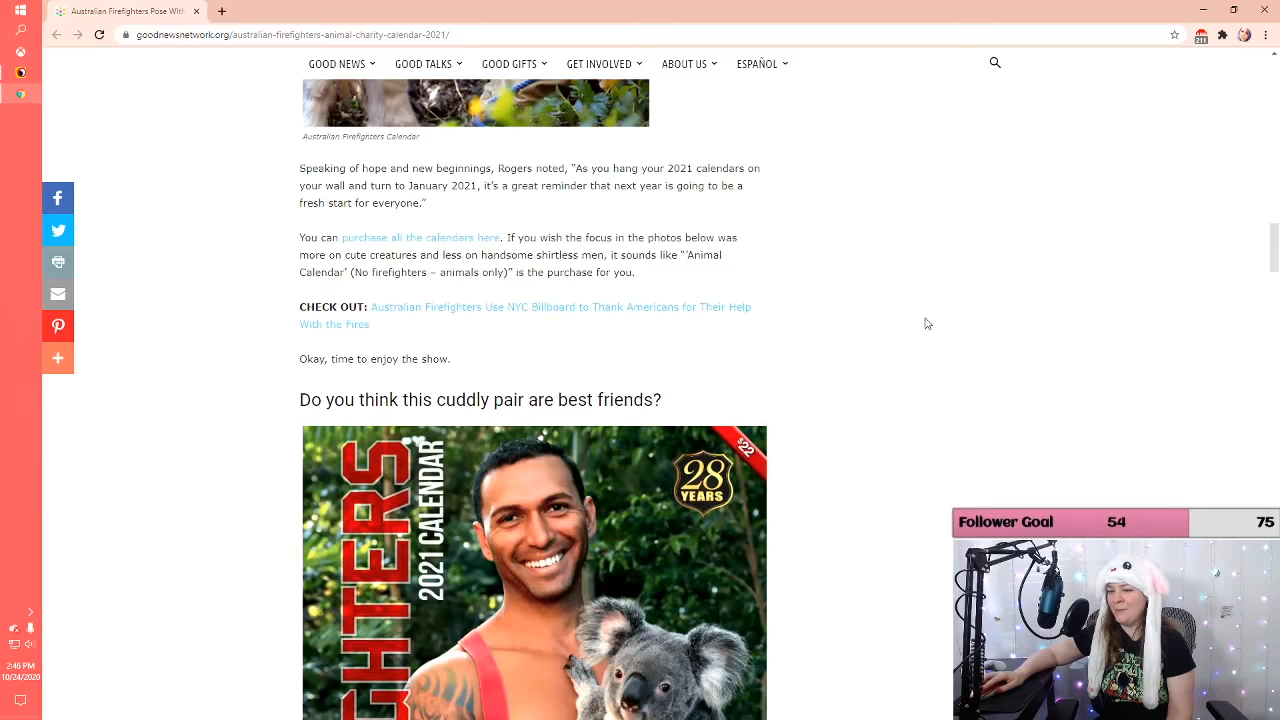 Australian Firefighters Pose With
goodnewsnetwork.org/australian-firefighters-animal-charity-calendar-2021/
211
GOOD NEWS GOOD TALKS GOOD GIFTS GET INVOLVED ABOUT US ESPAÑOL
Australian Firefighters Calendar
Speaking of hope and new beginnings, Rogers noted, “As you hang your 2021 calendars on
your wall and turn to January 2021, it’s a great reminder that next year is going to be a
fresh start for everyone.”
You can purchase all the calendars here. If you wish the focus in the photos below was
more on cute creatures and less on handsome shirtless men, it sounds like “‘Animal
Calendar’ (No firefighters – animals only)” is the purchase for you.
CHECK OUT: Australian Firefighters Use NYC Billboard to Thank Americans for Their Help
With the Fires
Okay, time to enjoy the show.
Do you think this cuddly pair are best friends?
GHTERS
2021 CALENDAR
$22
28
YEARS
Follower Goal 54 75
2:46 PM
10/24/2020